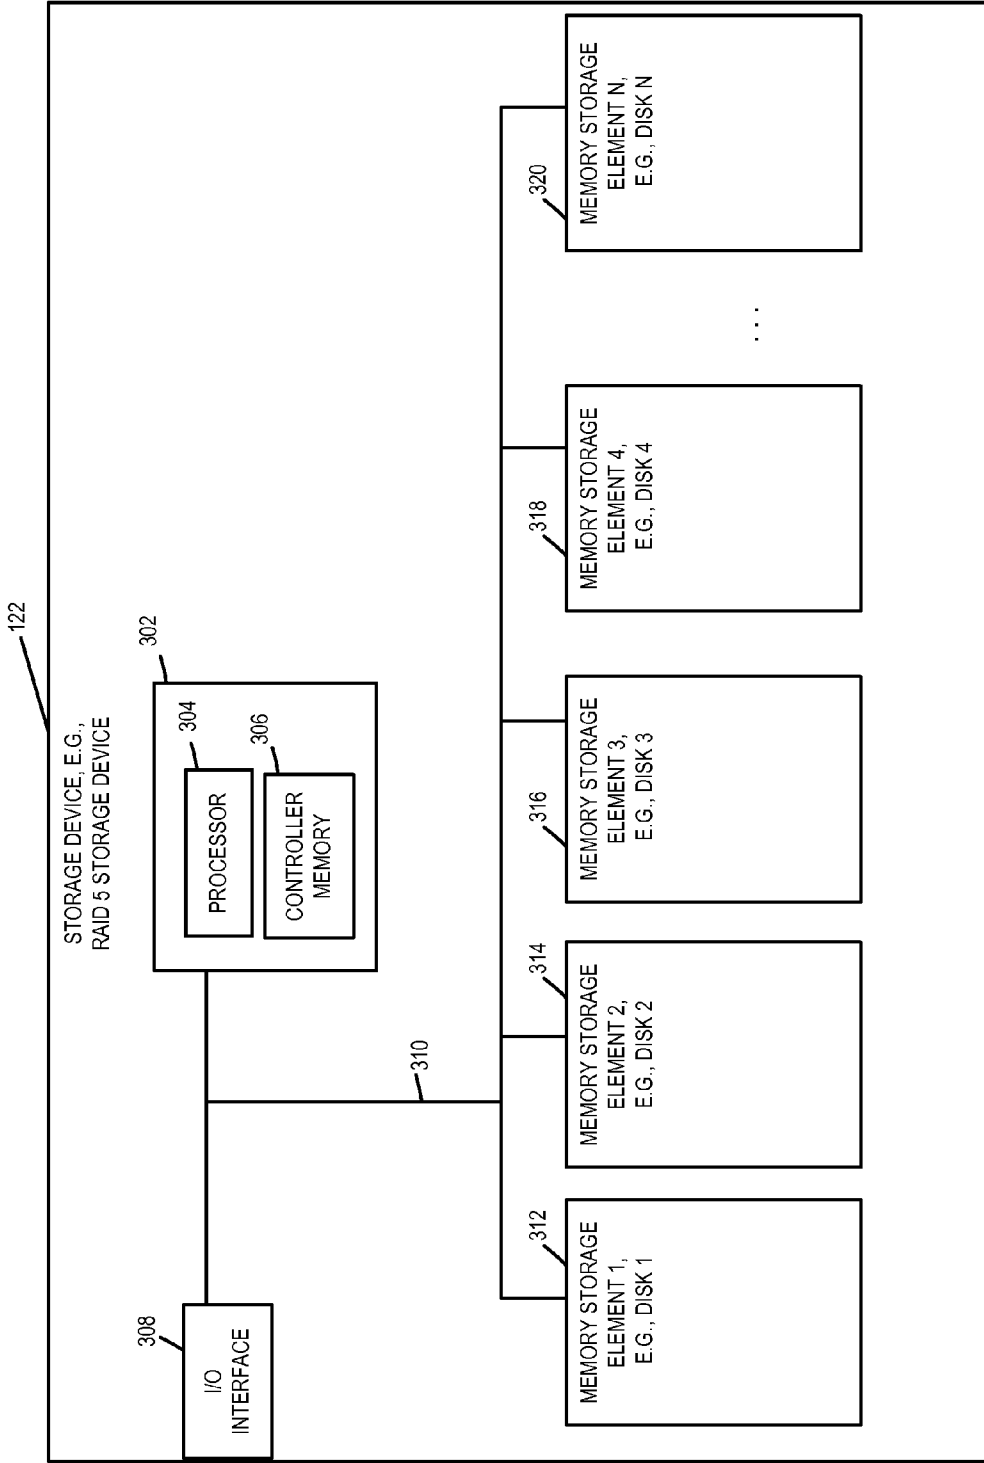 122
STORAGE DEVICE, E.G.,
RAID 5 STORAGE DEVICE
302
304
PROCESSOR
306
CONTROLLER
MEMORY
308
I/O
INTERFACE
310
312
MEMORY STORAGE
ELEMENT 1,
E.G., DISK 1
314
MEMORY STORAGE
ELEMENT 2,
E.G., DISK 2
316
MEMORY STORAGE
ELEMENT 3,
E.G., DISK 3
318
MEMORY STORAGE
ELEMENT 4,
E.G., DISK 4
. . .
320
MEMORY STORAGE
ELEMENT N,
E.G., DISK N